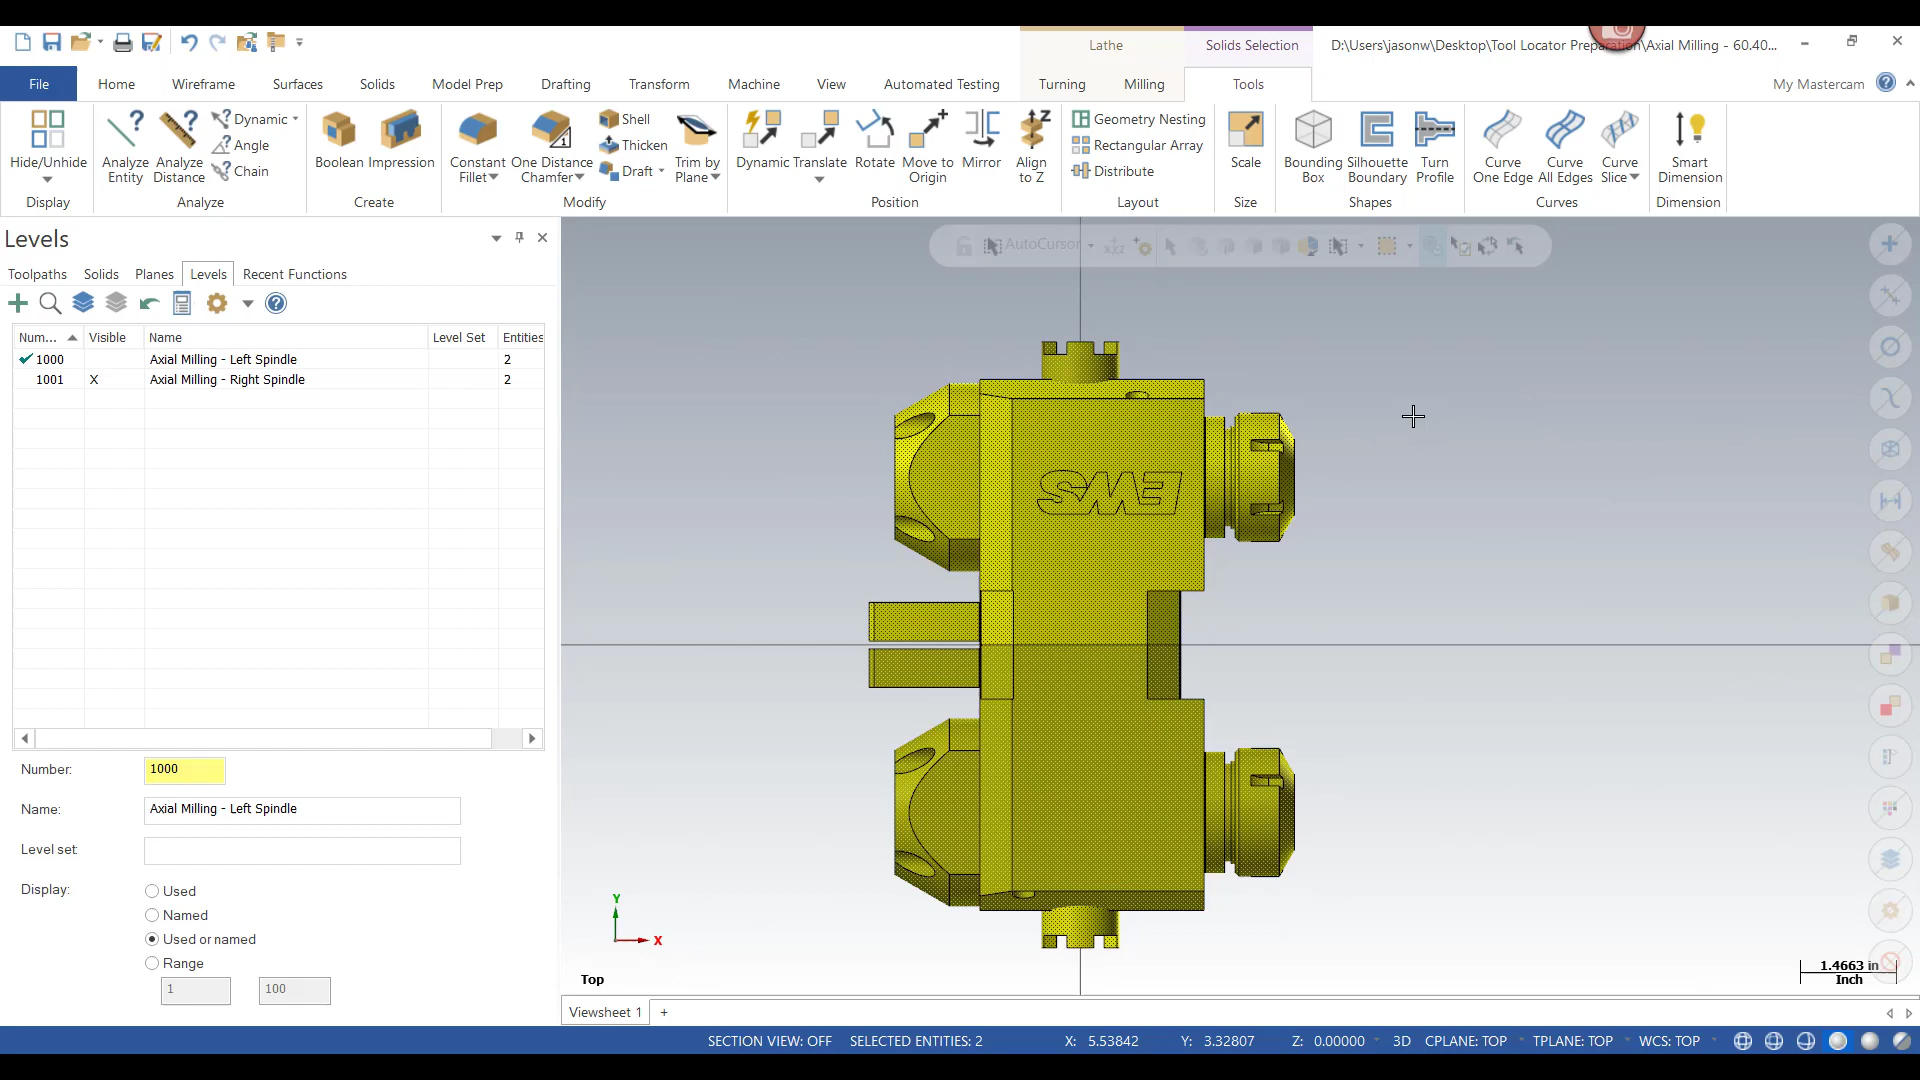 Lathe
Solids Selection
D:\Users\jasonw\Desktop\Tool Locator Preparation\Axial Milling - 60.40...
File
Home
Wireframe
Surfaces
Solids
Model Prep
Drafting
Transform
Machine
View
Automated Testing
Turning
Milling
Tools
My Mastercam
Hide/Unhide
Display
Analyze Entity
Analyze Distance
Dynamic
Angle
Chain
Analyze
Boolean
Impression
Create
Constant Fillet
One Distance Chamfer
Shell
Thicken
Draft
Trim by Plane
Modify
Dynamic
Translate
Rotate
Move to Origin
Mirror
Align to Z
Position
Geometry Nesting
Rectangular Array
Distribute
Layout
Scale
Size
Bounding Box
Silhouette Boundary
Turn Profile
Shapes
Curve One Edge
Curve All Edges
Curve Slice
Curves
Smart Dimension
Dimension
Levels
Toolpaths
Solids
Planes
Levels
Recent Functions
Num...
Visible
Name
Level Set
Entities
1000 Axial Milling - Left Spindle 2
1001 X Axial Milling - Right Spindle 2
Number: 1000
Name: Axial Milling - Left Spindle
Level set:
Display:
Used
Named
Used or named
Range
1 100
AutoCursor
EWS
Y
X
Top
1.4663 in
Inch
Viewsheet 1 +
SECTION VIEW: OFF SELECTED ENTITIES: 2 X: 5.53842 Y: 3.32807 Z: 0.00000 3D CPLANE: TOP TPLANE: TOP WCS: TOP